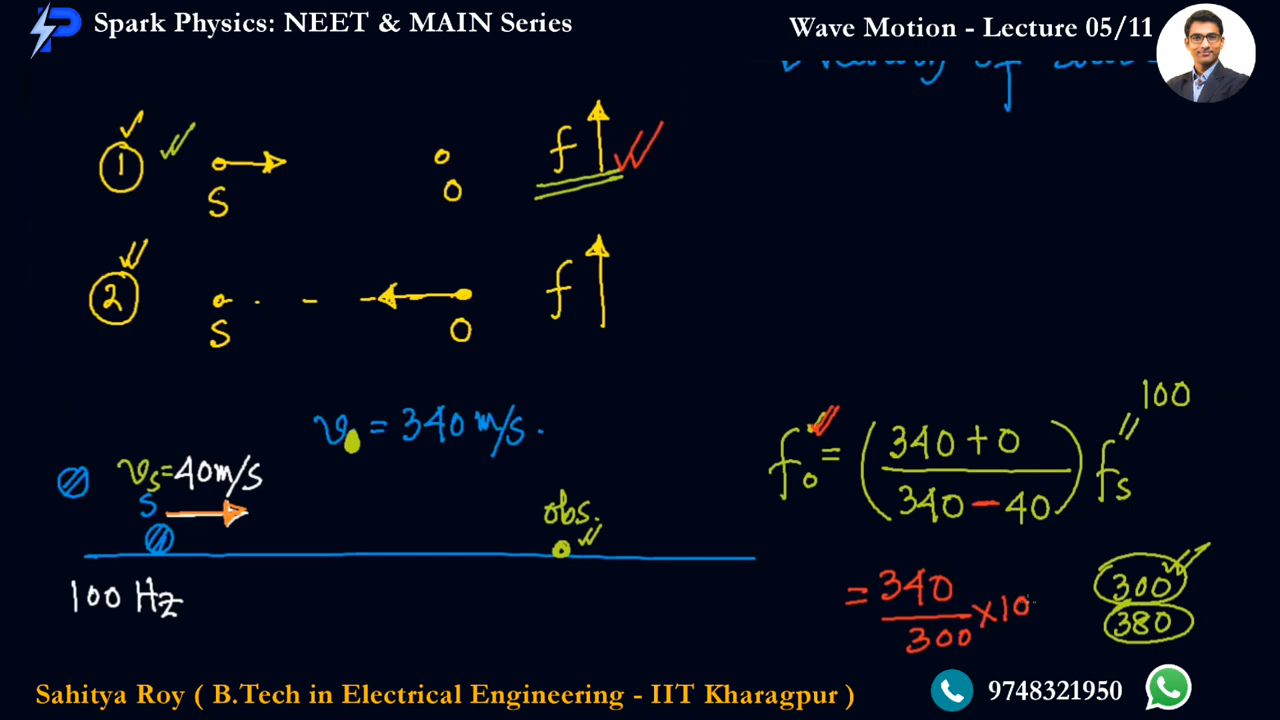 Spark Physics: NEET & MAIN Series
Wave Motion - Lecture 05/11
1
S
O
f
2
S
O
f
v = 340 m/s.
vs = 40m/s
S
obs.
100 Hz
fo = (340 + 0 / 340 - 40) fs 100
= 340 / 300 × 10
300
380
Sahitya Roy ( B.Tech in Electrical Engineering - IIT Kharagpur )
9748321950